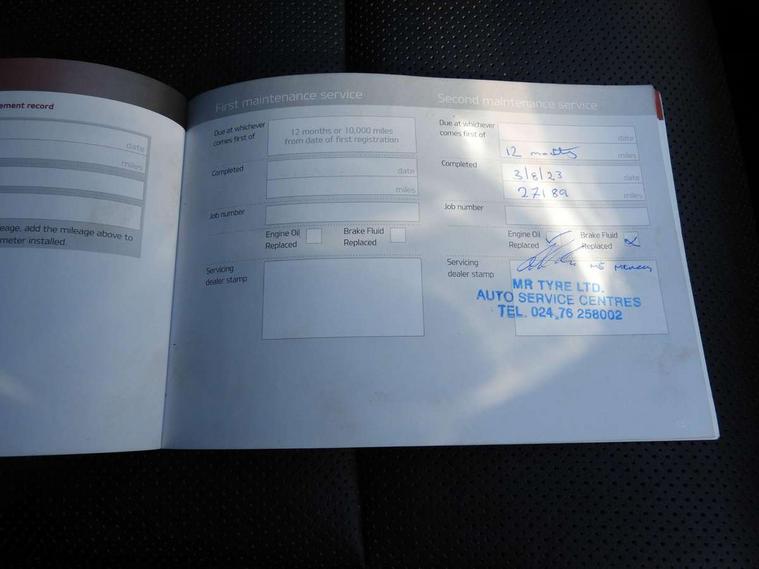 ement record
date
miles
eage, add the mileage above to
meter installed.
First maintenance service
Due at whichever
comes first of
12 months or 10,000 miles
from date of first registration
Completed
date
miles
Job number
Engine Oil
Replaced
Brake Fluid
Replaced
Servicing
dealer stamp
Second maintenance service
Due at whichever
comes first of
date
12 months
miles
Completed
3/8/23
date
27189
miles
Job number
Engine Oil
Replaced
Brake Fluid
Replaced
Servicing
dealer stamp
MR TYRE LTD.
AUTO SERVICE CENTRES
TEL. 024 76 258002